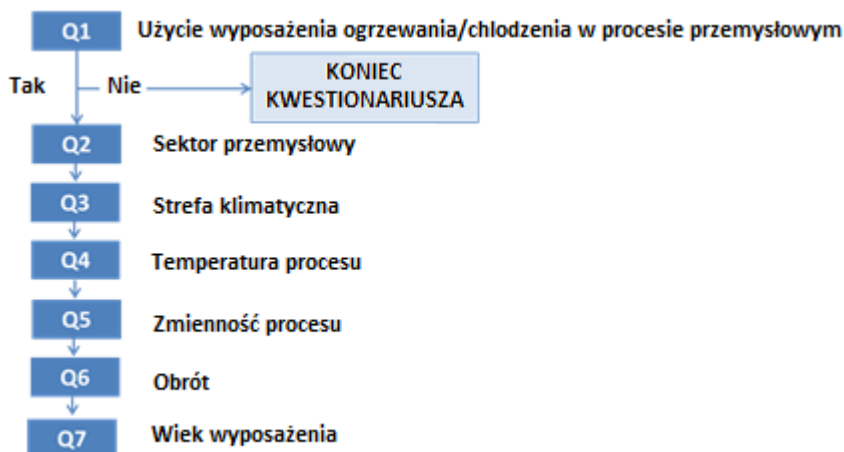 Q1 Użycie wyposażenia ogrzewania/chlodzenia w procesie przemysłowym
Tak Nie KONIEC
KWESTIONARIUSZA
Q2 Sektor przemysłowy
Q3 Strefa klimatyczna
Q4 Temperatura procesu
Q5 Zmienność procesu
Q6 Obrót
Q7 Wiek wyposażenia